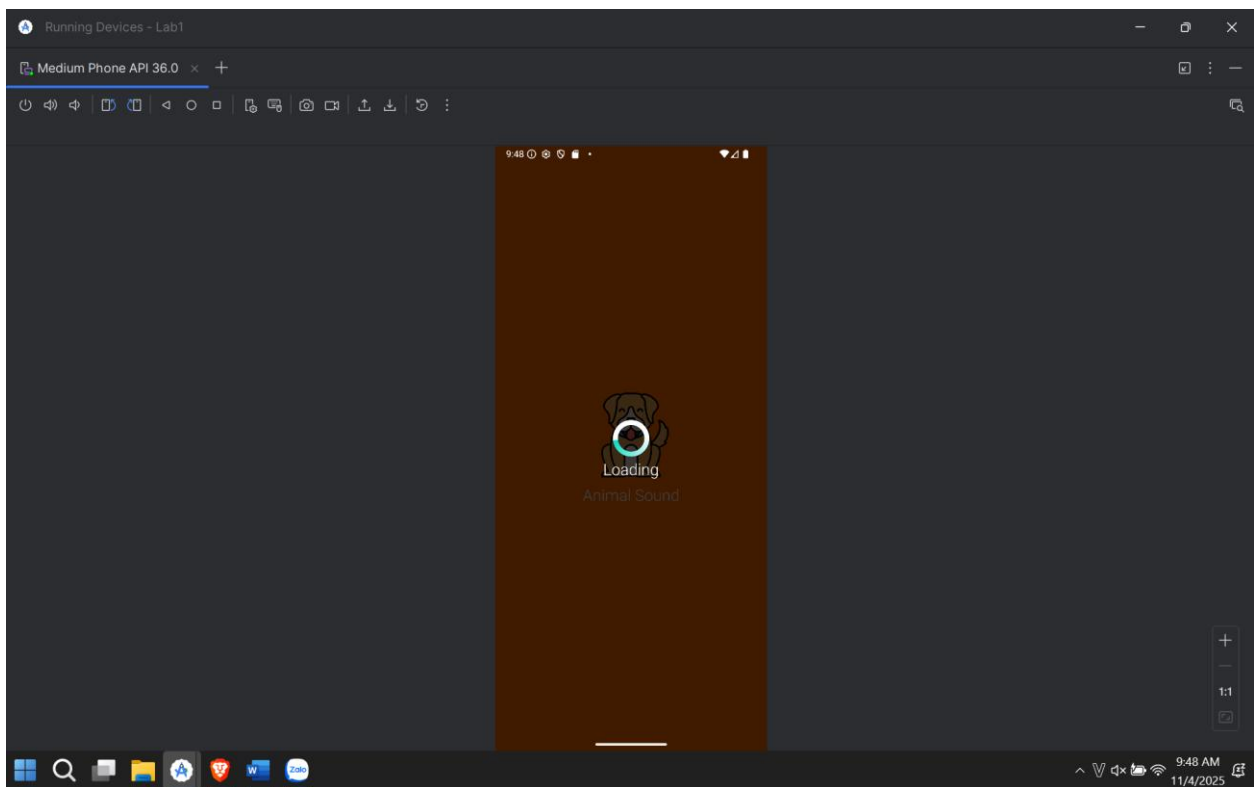 Running Devices - Lab1
Medium Phone API 36.0
9:48
Loading
Animal Sound
1:1
W
Zalo
9:48 AM
11/4/2025